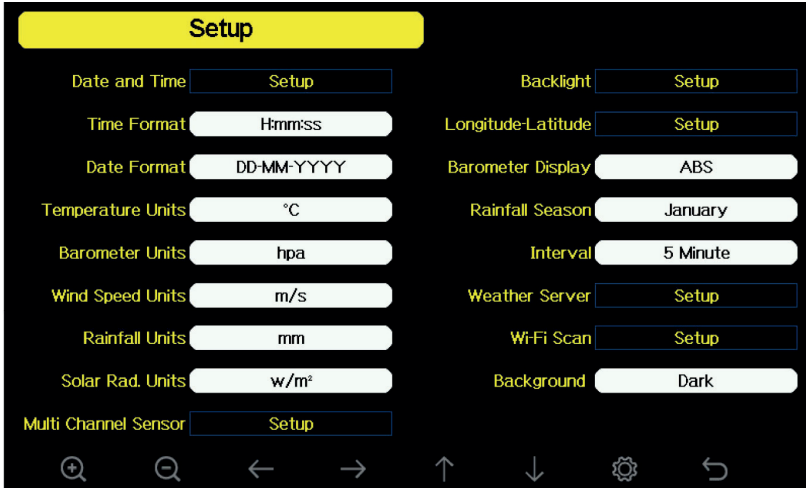 Setup
Date and Time Setup
Time Format H:mm:ss
Date Format DD-MM-YYYY
Temperature Units °C
Barometer Units hpa
Wind Speed Units m/s
Rainfall Units mm
Solar Rad. Units w/m²
Multi Channel Sensor Setup
Backlight Setup
Longitude-Latitude Setup
Barometer Display ABS
Rainfall Season January
Interval 5 Minute
Weather Server Setup
Wi-Fi Scan Setup
Background Dark